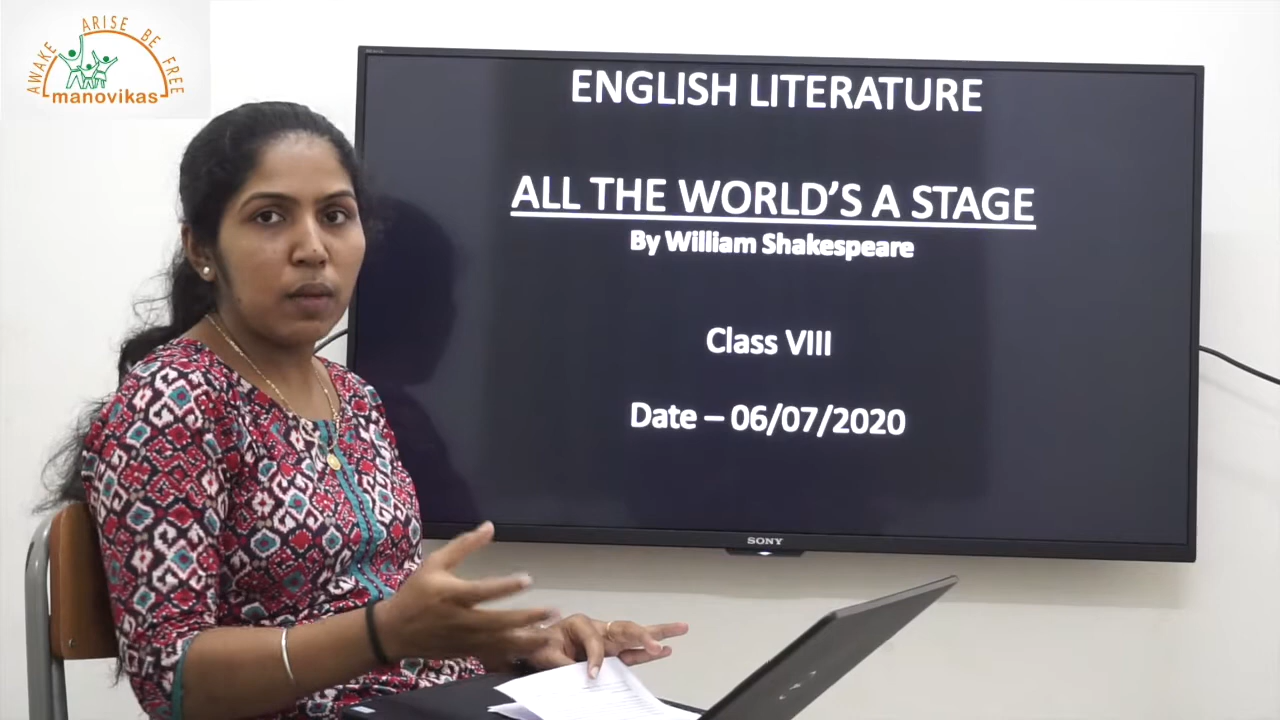 AWAKE ARISE BE FREE
manovikas
ENGLISH LITERATURE
ALL THE WORLD'S A STAGE
By William Shakespeare
Class VIII
Date – 06/07/2020
SONY